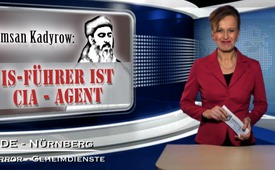 msan Kadyrow:
IS-FÜHRER IST
CIA - AGENT
DE - Nürnberg
rror - Geheimdienste